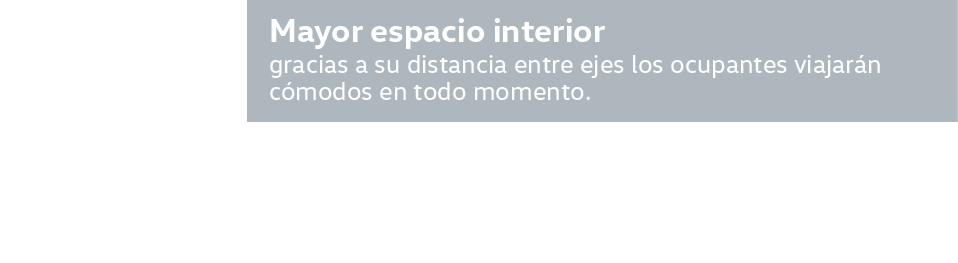 Mayor espacio interior
gracias a su distancia entre ejes los ocupantes viajarán
cómodos en todo momento.